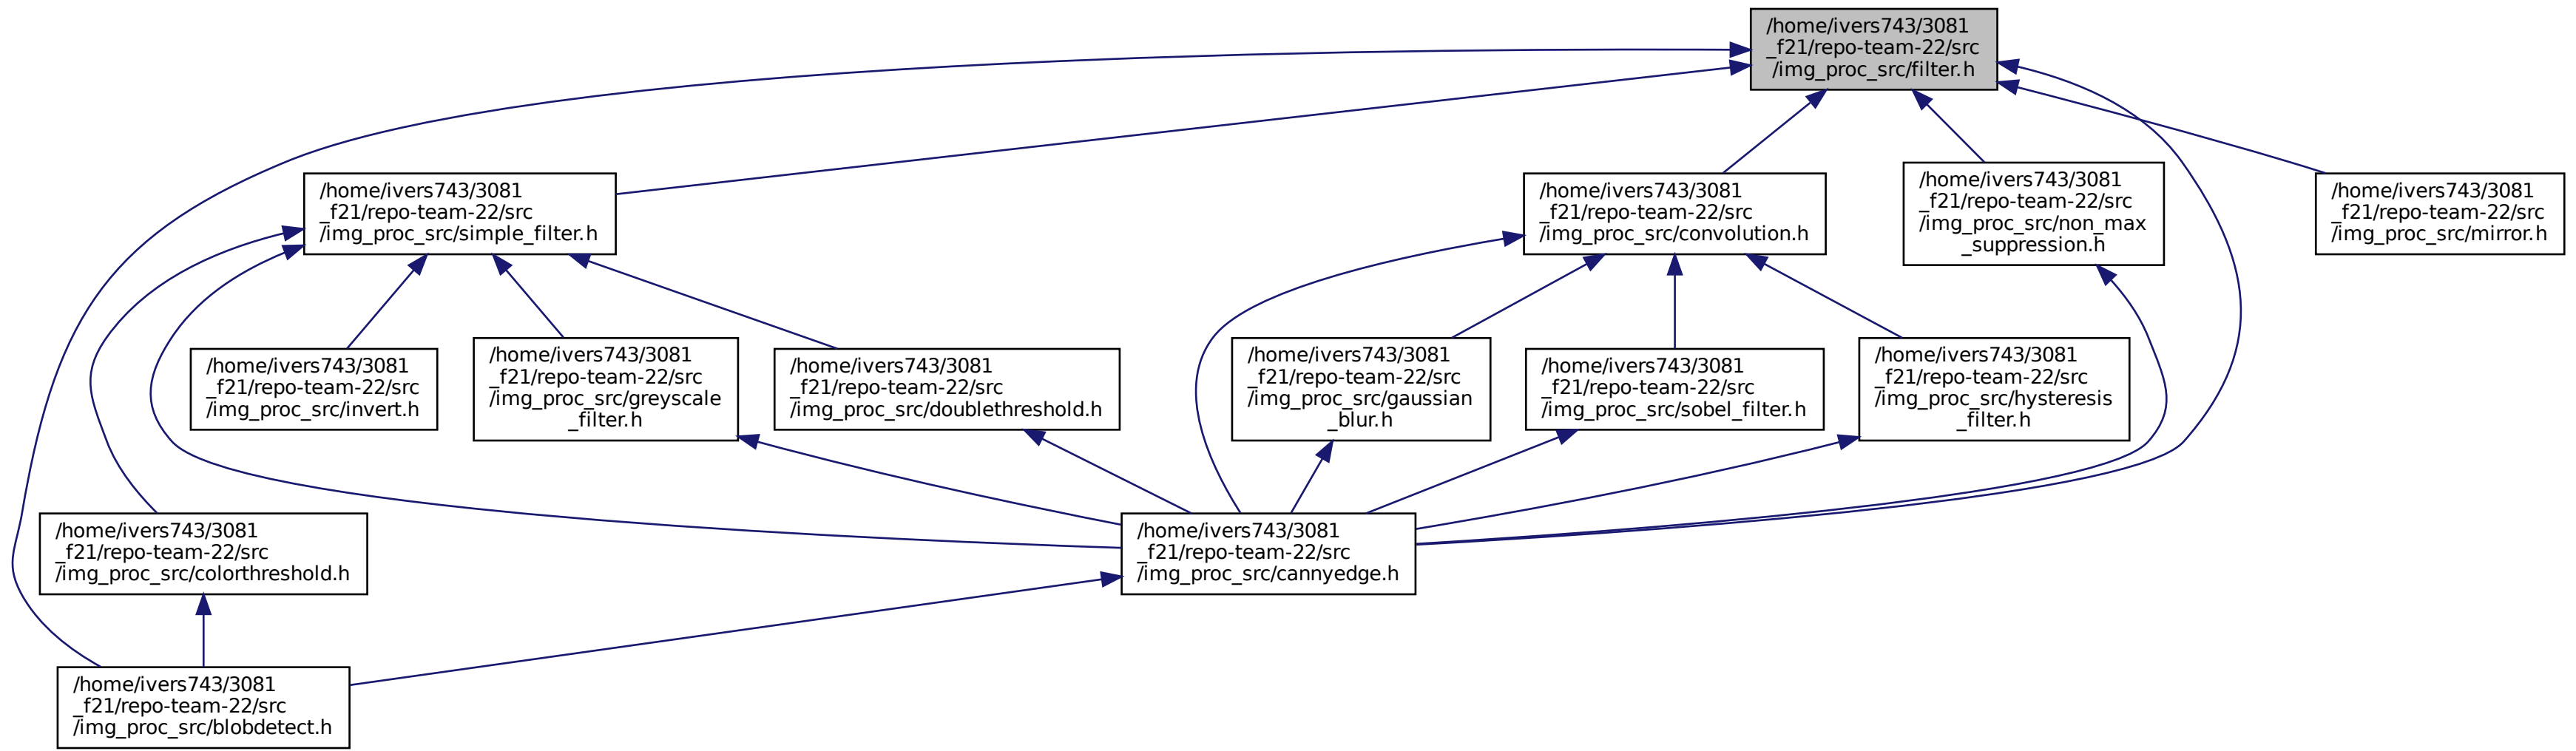 /home/ivers743/3081
_f21/repo-team-22/src
/img_proc_src/filter.h
/home/ivers743/3081
_f21/repo-team-22/src
/img_proc_src/simple_filter.h
/home/ivers743/3081
_f21/repo-team-22/src
/img_proc_src/convolution.h
/home/ivers743/3081
_f21/repo-team-22/src
/img_proc_src/non_max
_suppression.h
/home/ivers743/3081
_f21/repo-team-22/src
/img_proc_src/mirror.h
/home/ivers743/3081
_f21/repo-team-22/src
/img_proc_src/invert.h
/home/ivers743/3081
_f21/repo-team-22/src
/img_proc_src/greyscale
_filter.h
/home/ivers743/3081
_f21/repo-team-22/src
/img_proc_src/doublethreshold.h
/home/ivers743/3081
_f21/repo-team-22/src
/img_proc_src/gaussian
_blur.h
/home/ivers743/3081
_f21/repo-team-22/src
/img_proc_src/sobel_filter.h
/home/ivers743/3081
_f21/repo-team-22/src
/img_proc_src/hysteresis
_filter.h
/home/ivers743/3081
_f21/repo-team-22/src
/img_proc_src/colorthreshold.h
/home/ivers743/3081
_f21/repo-team-22/src
/img_proc_src/cannyedge.h
/home/ivers743/3081
_f21/repo-team-22/src
/img_proc_src/blobdetect.h